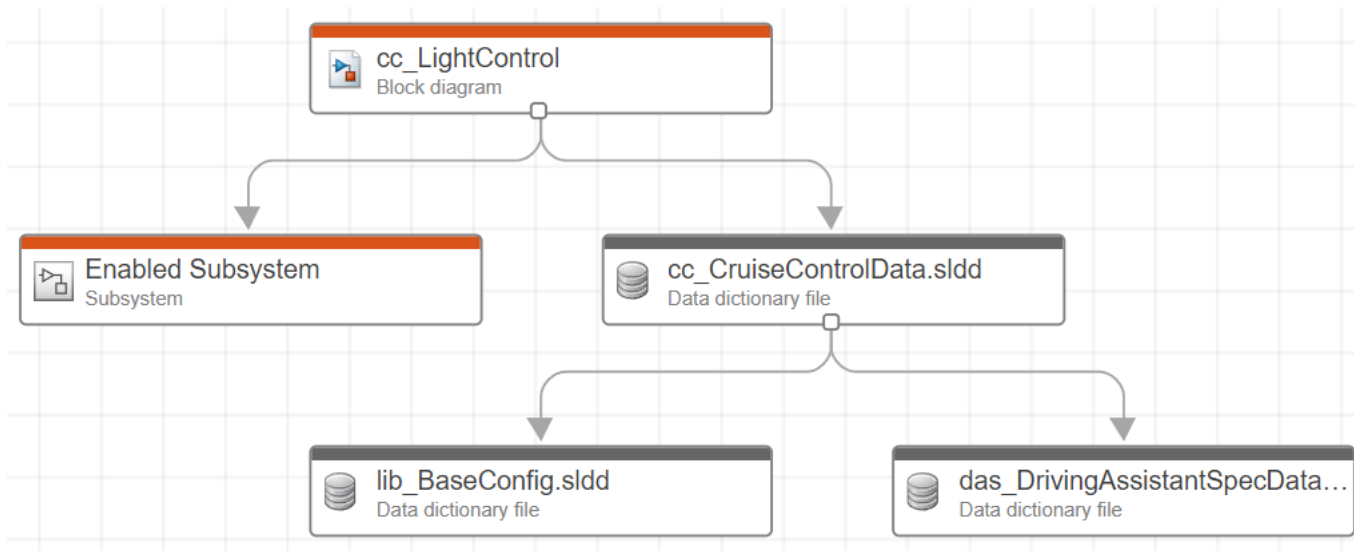 cc_LightControl
Block diagram
Enabled Subsystem
Subsystem
cc_CruiseControlData.sldd
Data dictionary file
lib_BaseConfig.sldd
Data dictionary file
das_DrivingAssistantSpecData...
Data dictionary file